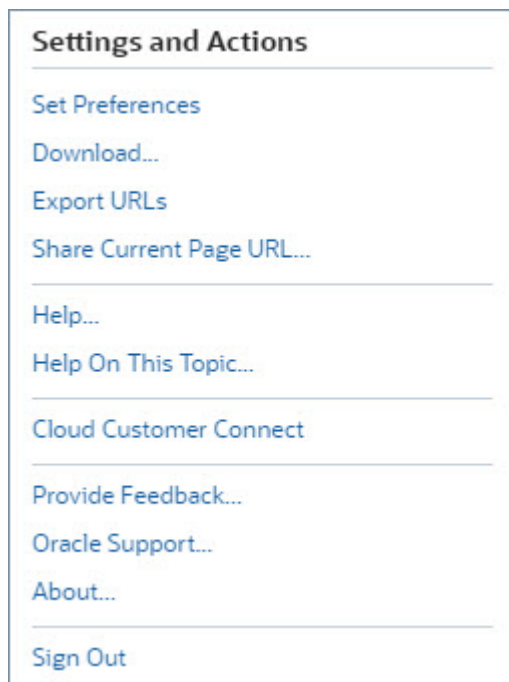 Settings and Actions
Set Preferences
Download...
Export URLs
Share Current Page URL...
Help...
Help On This Topic...
Cloud Customer Connect
Provide Feedback...
Oracle Support...
About...
Sign Out